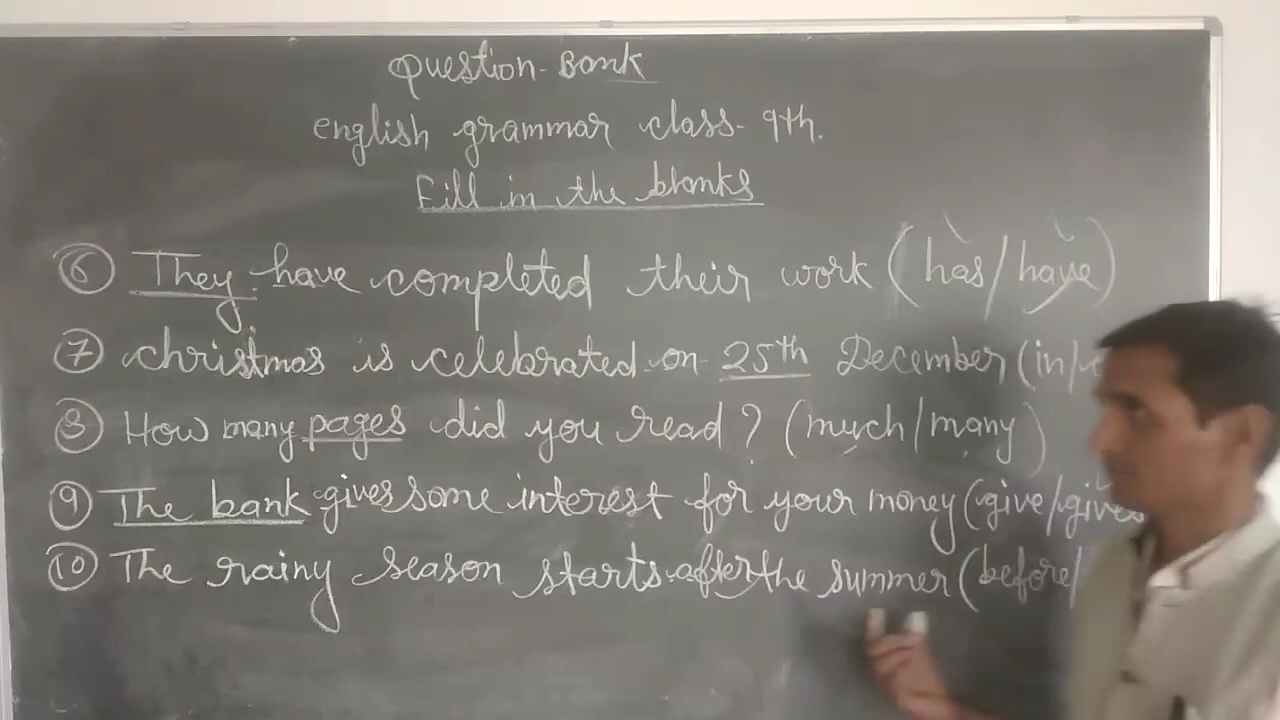 Question-Bank
english grammar class-9th.
Fill in the blanks
6 They have completed their work (has/have)
7 christmas is celebrated on 25th December (in/
8 How many pages did you read? (much/many)
9 The bank gives some interest for your money (give/gives
10 The rainy season starts after the summer (before/